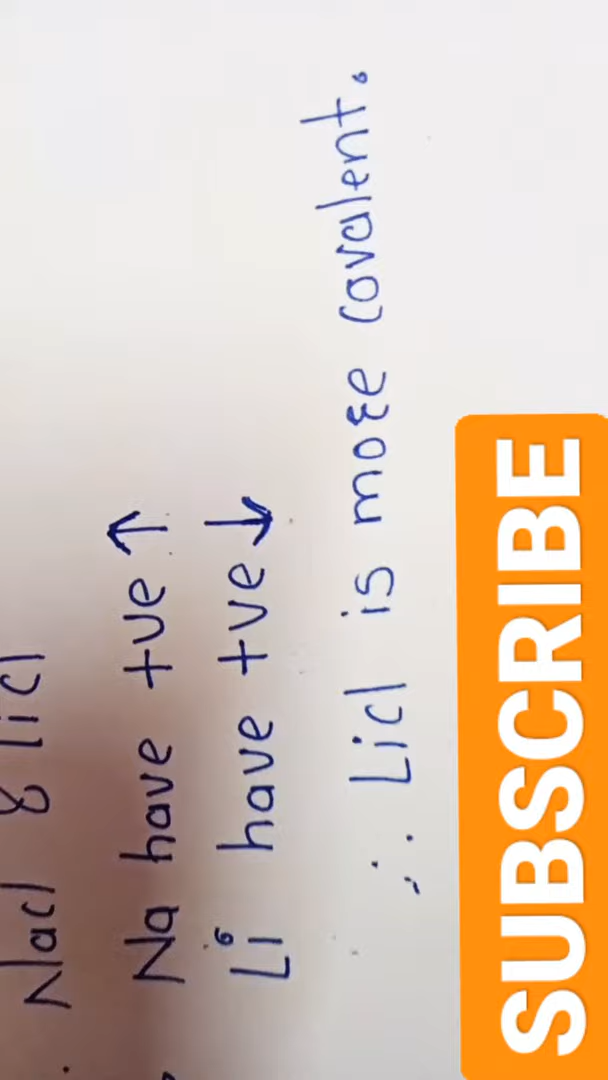 NaCl & liCl
Na have +ve ↑
Li have +ve ↓
∴ Licl is more covalent.
SUBSCRIBE